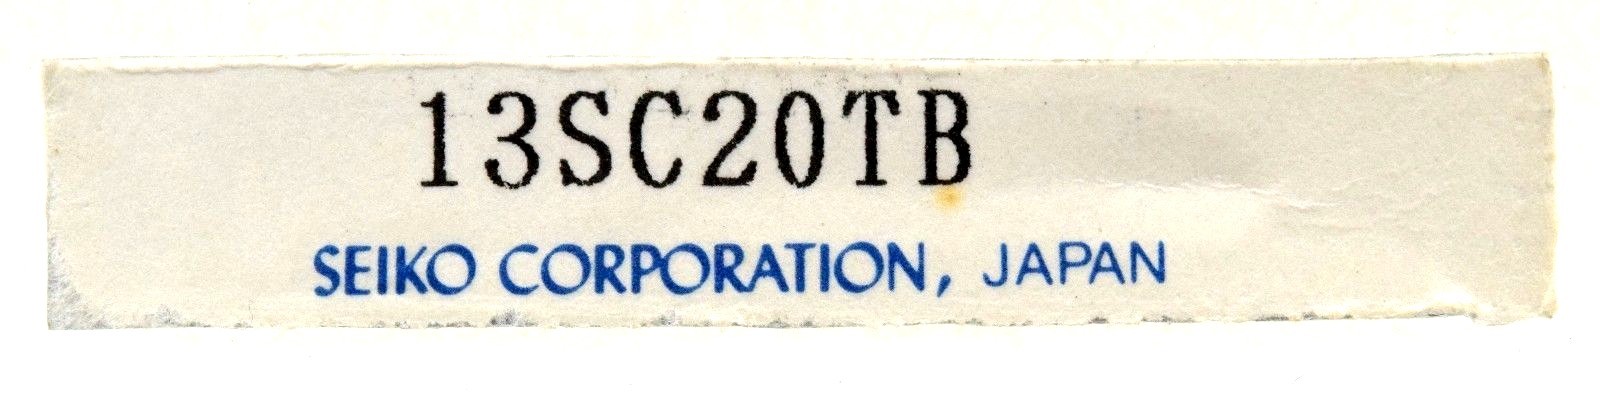 13SC20TB
SEIKO CORPORATION, JAPAN